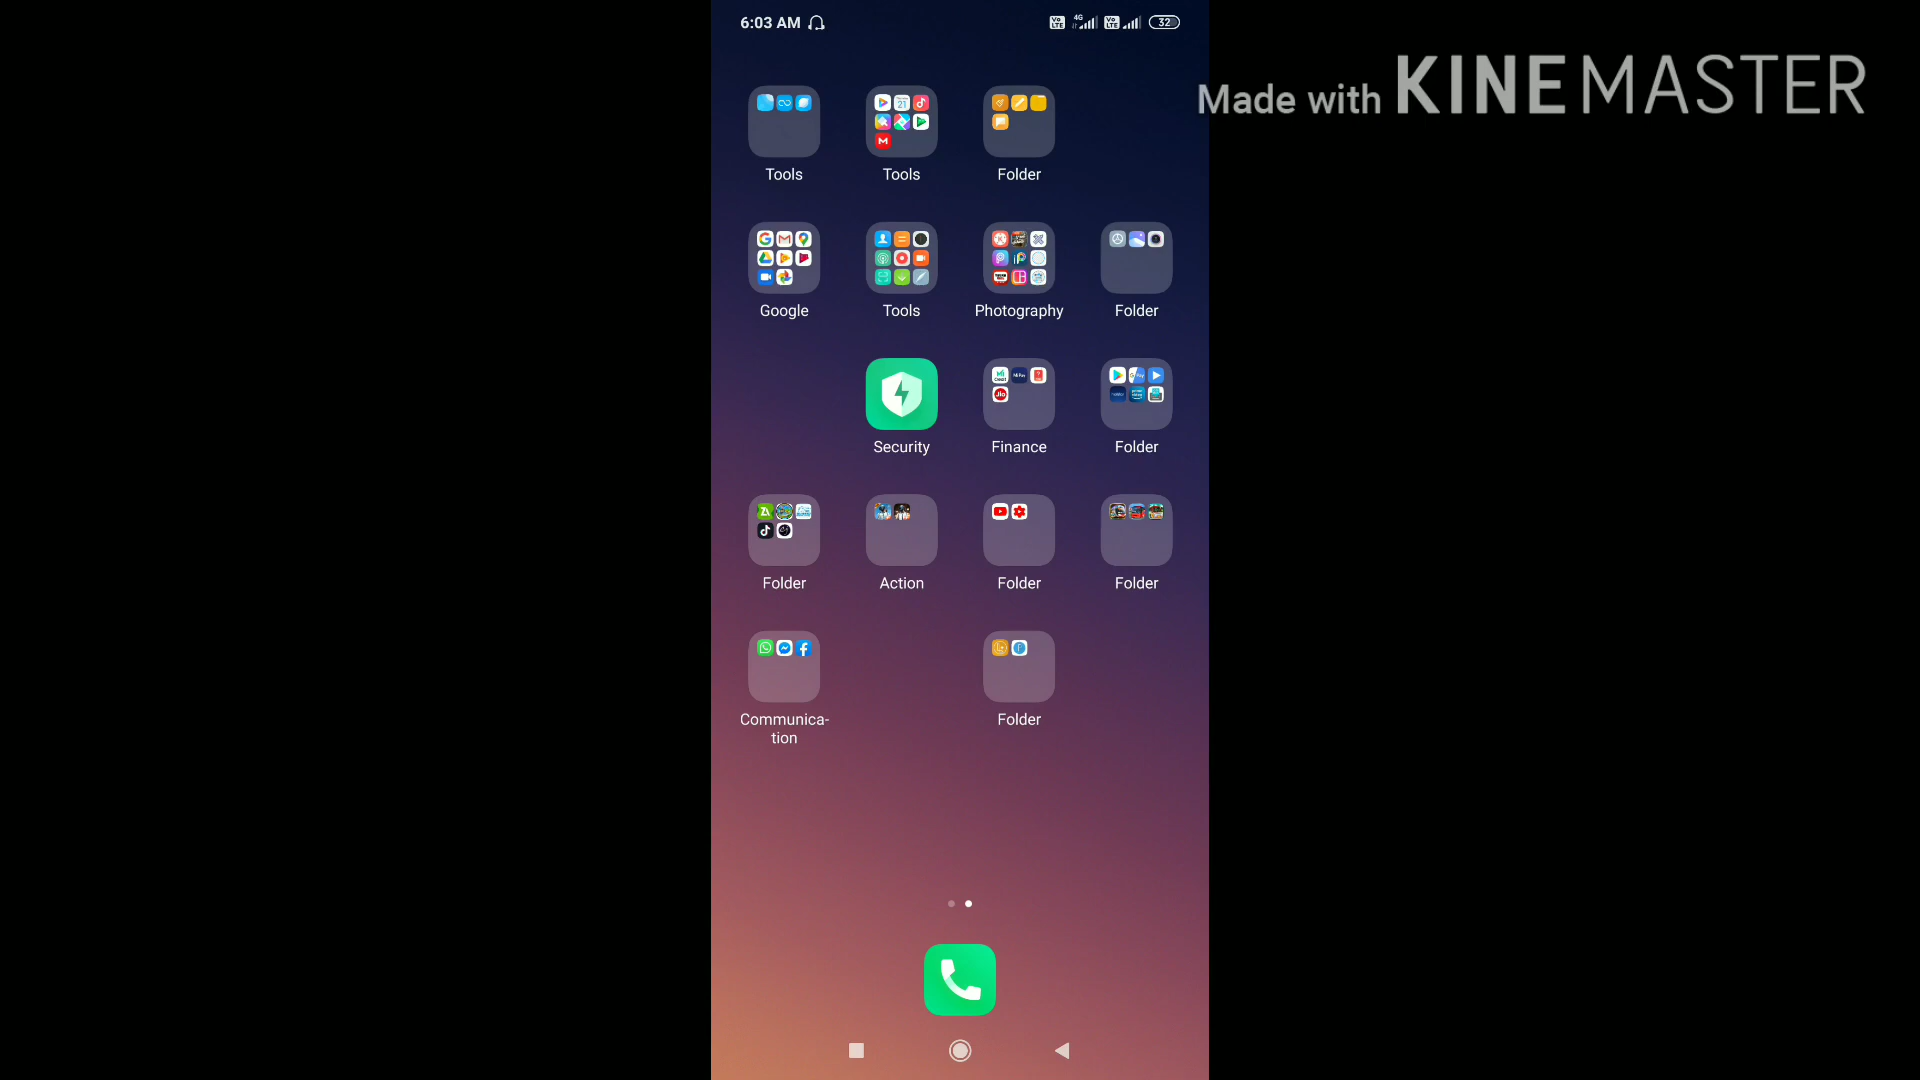 6:03 AM
4G
32
Made with KINEMASTER
Tools
Tools
Folder
Google
Tools
Photography
Folder
Security
Finance
Folder
Folder
Action
Folder
Folder
Communica-
tion
Folder